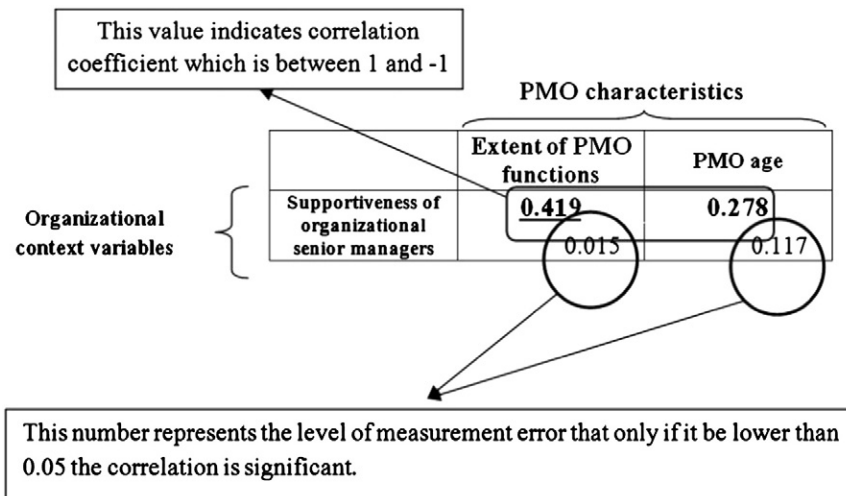 This value indicates correlation
coefficient which is between 1 and -1
PMO characteristics
Extent of PMO
functions
PMO age
Organizational
context variables
Supportiveness of
organizational
senior managers
0.419
0.278
0.015
0.117
This number represents the level of measurement error that only if it be lower than
0.05 the correlation is significant.